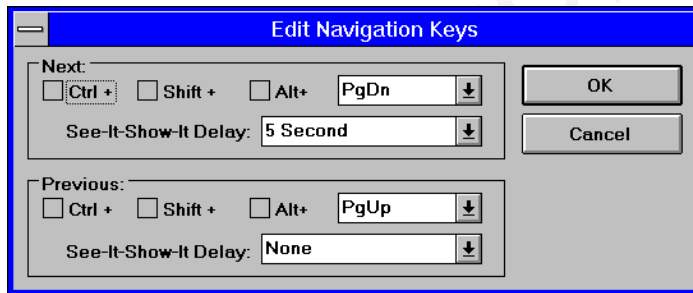 Edit Navigation Keys
Next:
Ctrl + Shift + Alt+ PgDn
See-It-Show-It Delay: 5 Second
OK
Cancel
Previous:
Ctrl + Shift + Alt+ PgUp
See-It-Show-It Delay: None